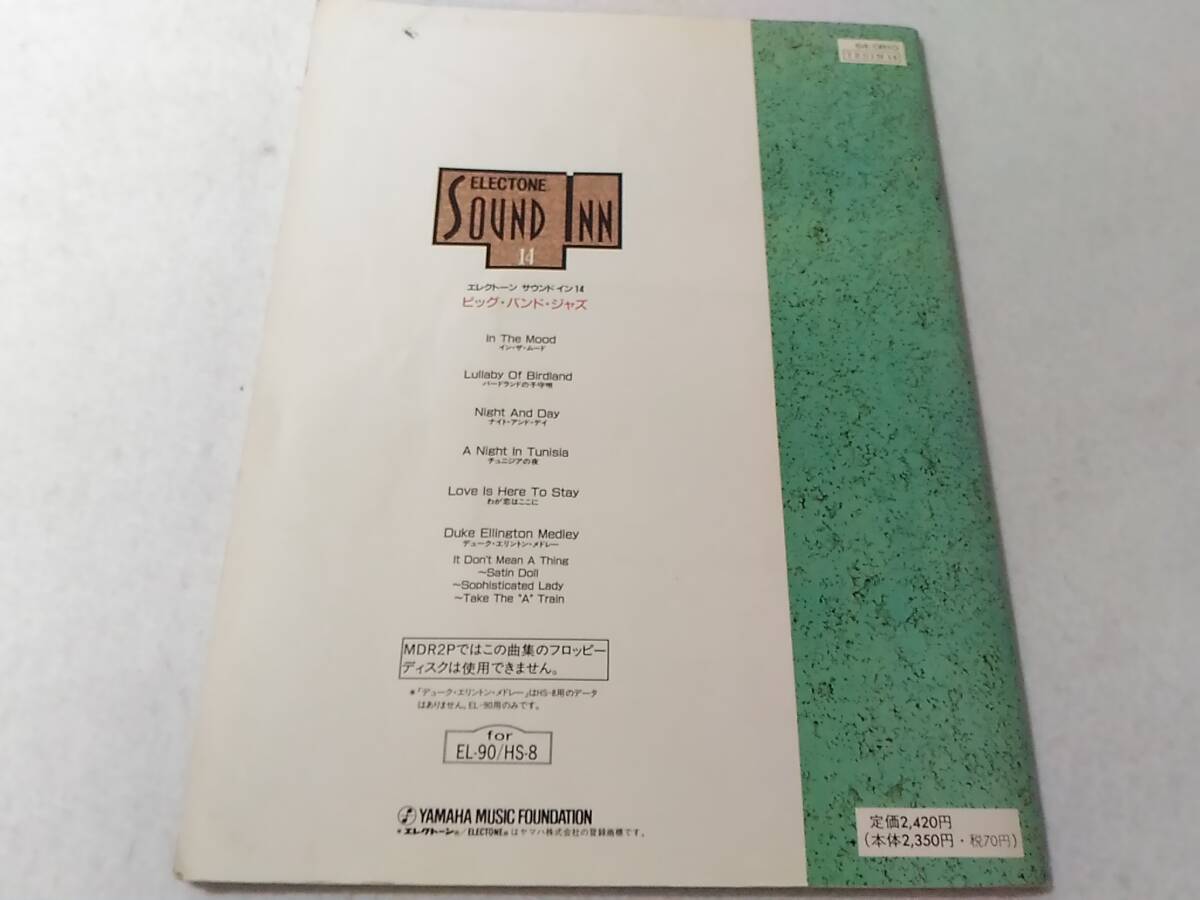 ELECTONE
SOUND INN
14
エレクトーン サウンド イン 14
ビッグ・バンド・ジャズ
In The Mood
イン・ザ・ムード
Lullaby Of Birdland
バードランドの子守唄
Night And Day
ナイト・アンド・デイ
A Night In Tunisia
チュニジアの夜
Love Is Here To Stay
わが恋はここに
Duke Ellington Medley
デューク・エリントン・メドレー
It Don't Mean A Thing
～Satin Doll
～Sophisticated Lady
～Take The "A" Train
MDR2Pではこの曲集のフロッピー
ディスクは使用できません。
*「デューク・エリントン・メドレー」はHS-8用のデータ
はありません。EL-90用のみです。
for
EL-90/HS-8
YAMAHA MUSIC FOUNDATION
*エレクトーン®/ELECTONE®はヤマハ株式会社の登録商標です。
定価2,420円
(本体2,350円・税70円)